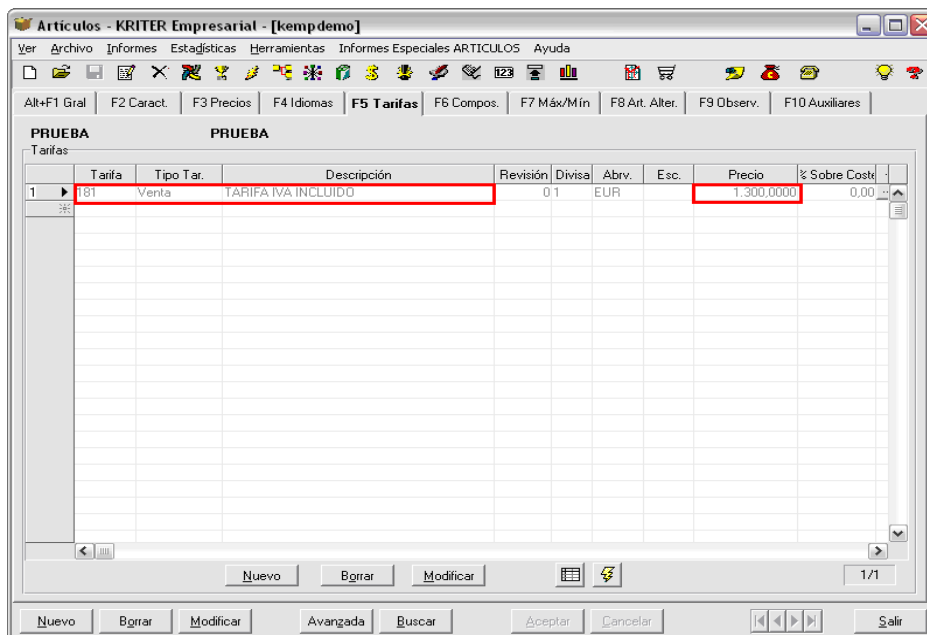 Artículos - KRITER Empresarial - [kempdemo]
Ver Archivo Informes Estadísticas Herramientas Informes Especiales ARTICULOS Ayuda
123
Alt+F1 Gral F2 Caract. F3 Precios F4 Idiomas F5 Tarifas F6 Compos. F7 Máx/Mín F8 Art. Alter. F9 Observ. F10 Auxiliares
PRUEBA PRUEBA
Tarifas
Tarifa Tipo Tar. Descripción Revisión Divisa Abrv. Esc. Precio % Sobre Coste
1 181 Venta TARIFA IVA INCLUIDO 0 1 EUR 1.300,0000 0,00 ...
Nuevo Borrar Modificar 1/1
Nuevo Borrar Modificar Avanzada Buscar Aceptar Cancelar Salir